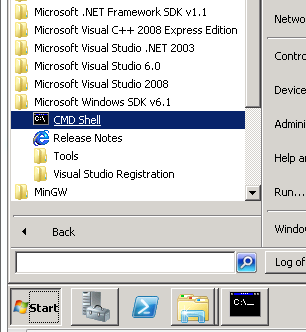 Microsoft .NET Framework SDK v1.1
Microsoft Visual C++ 2008 Express Edition
Microsoft Visual Studio .NET 2003
Microsoft Visual Studio 6.0
Microsoft Visual Studio 2008
Microsoft Windows SDK v6.1
CMD Shell
Release Notes
Tools
Visual Studio Registration
MinGW
Back
Netwo
Contro
Device
Admini
Help ar
Run...
Windo
Log of
Start